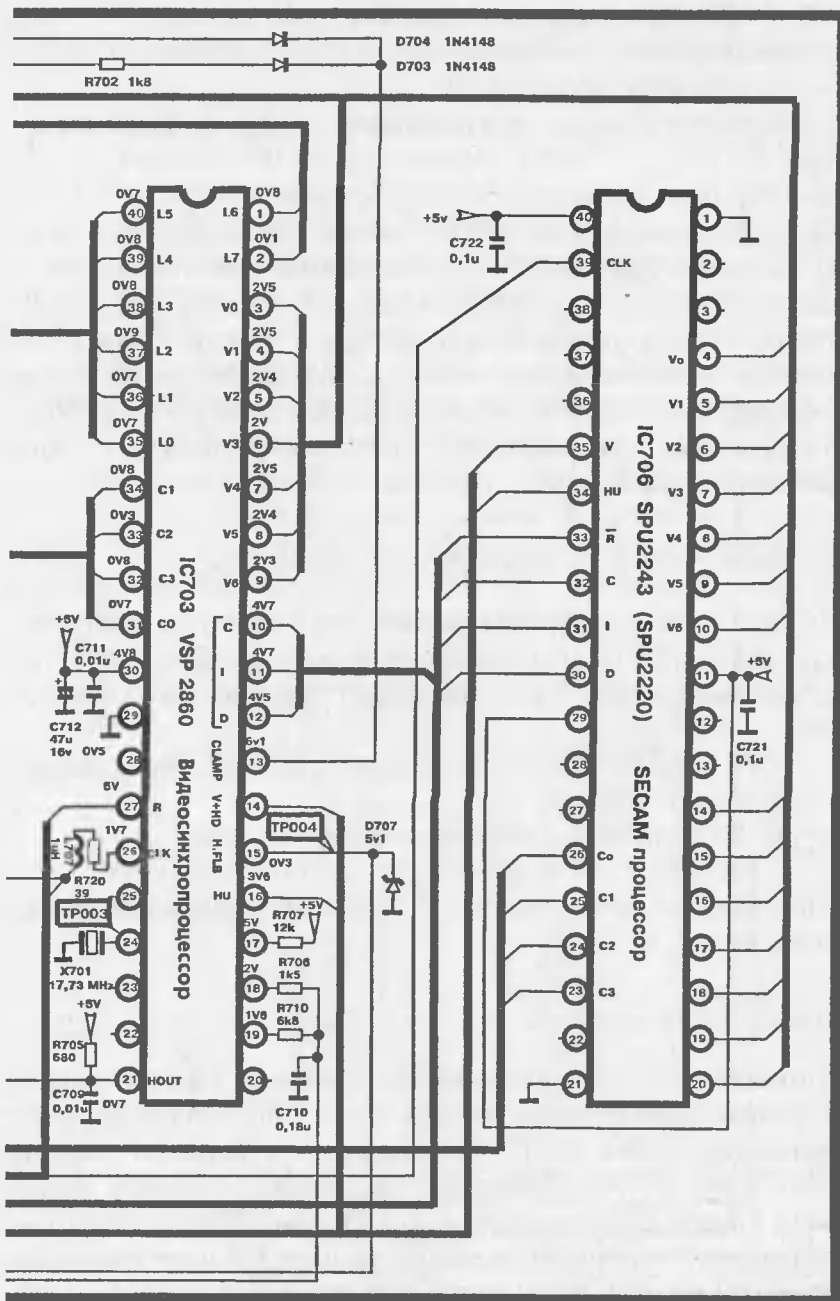 D704 1N4148
D703 1N4148
R702 1k8
0V7
40
L5
0V8
39
L4
0V8
38
L3
0V9
37
L2
0V7
36
L1
0V7
35
L0
0V8
34
C1
0V3
33
C2
0V8
32
C3
0V7
31
C0
+5V
C711
0,01u
4V8
30
C712
47u
16v
29
0V5
28
6V
27
R
1V7
26
CLK
R720
39
25
TP003
24
X701
17,73 MHz
23
+5V
22
R705
680
21
HOUT
C709
0,01u
0V7
IC703 VSP 2860 Видеосинхропроцессор
0V8
L6
1
0V1
L7
2
2V5
V0
3
2V5
V1
4
2V4
V2
5
2V
V3
6
2V5
V4
7
2V4
V5
8
2V3
V6
9
4V7
C
10
4V7
I
11
4V5
D
12
6v1
CLAMP
13
V+HD
14
TP004
H.FLB
15
0V3
3V6
HU
16
D707
5v1
R707
12k
+5V
5V
17
R706
1k5
2V
18
R710
6k8
1V6
19
20
C710
0,18u
+5v
C722
0,1u
40
39
CLK
38
37
36
35
V
34
HU
33
R
32
C
31
I
30
D
29
28
27
26
Co
25
C1
24
C2
23
C3
22
21
IC706 SPU2243 (SPU2220)
SECAM процессор
1
2
3
Vo
4
V1
5
V2
6
V3
7
V4
8
V5
9
V6
10
11
+5V
12
C721
0,1u
13
14
15
16
17
18
19
20